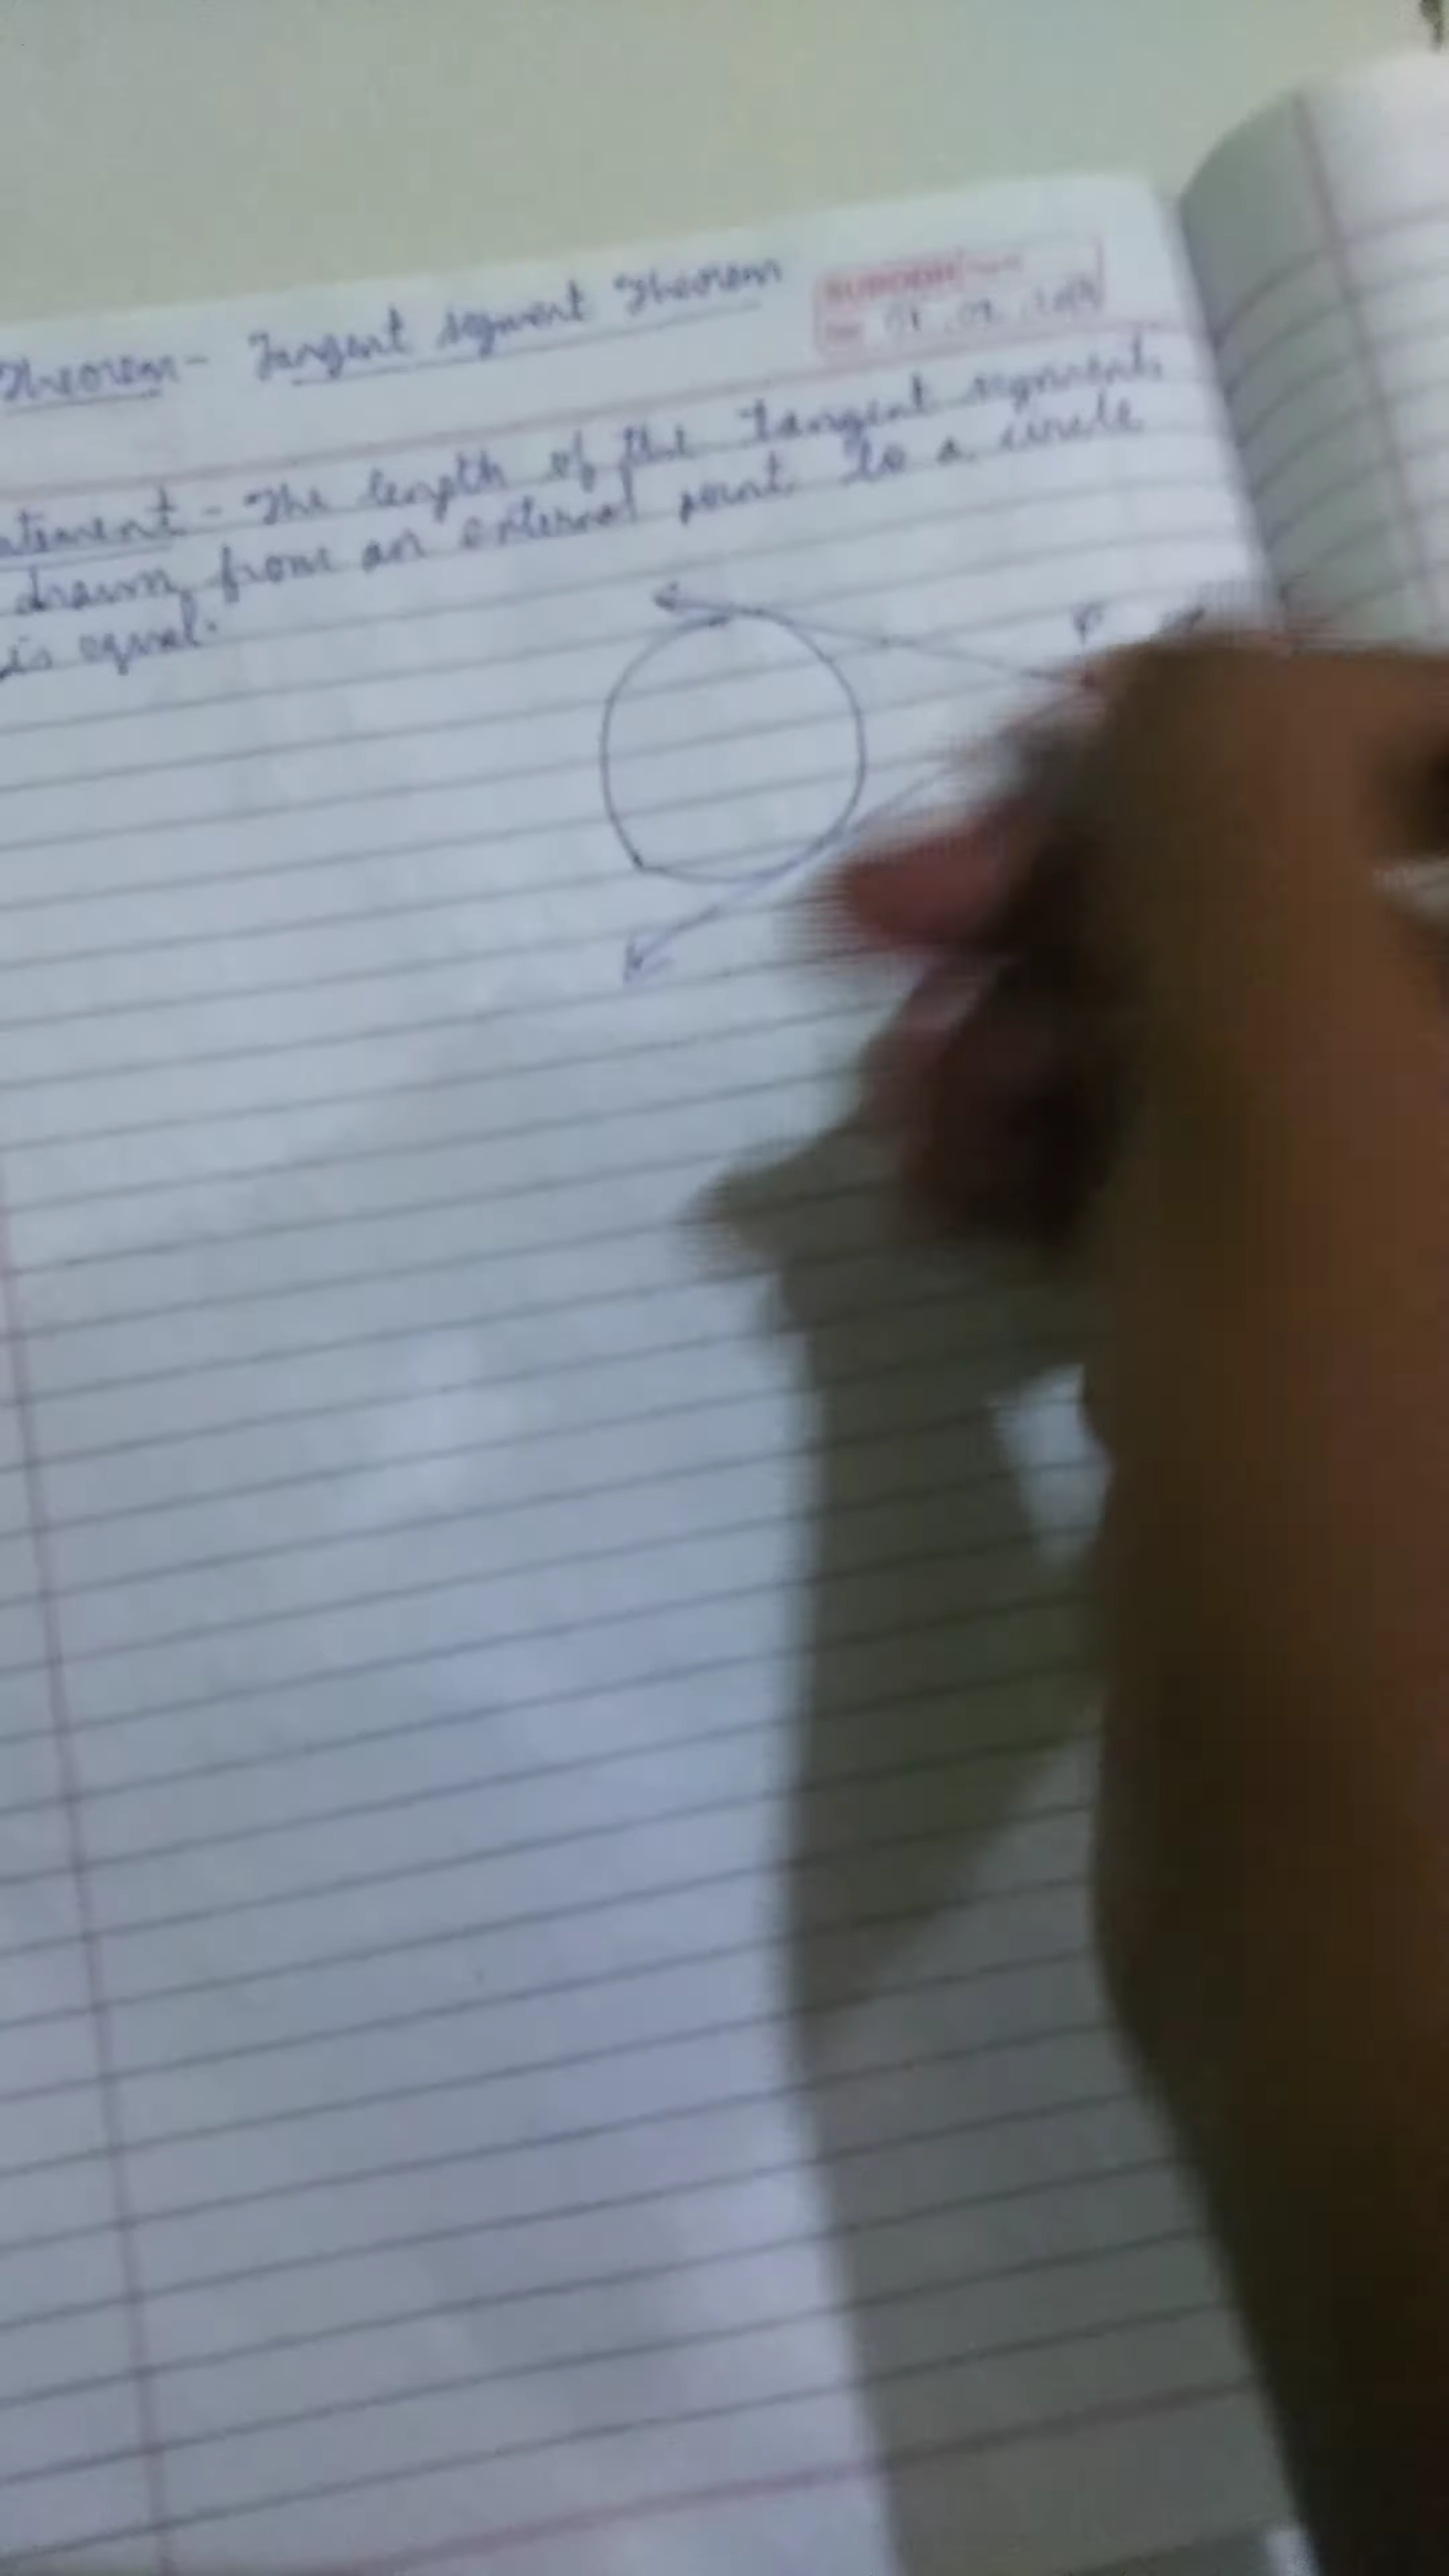 Theorem - Tangent segment Theorem
atement - The length of the tangent segments
drawn from an external point to a circle
is equal.
P